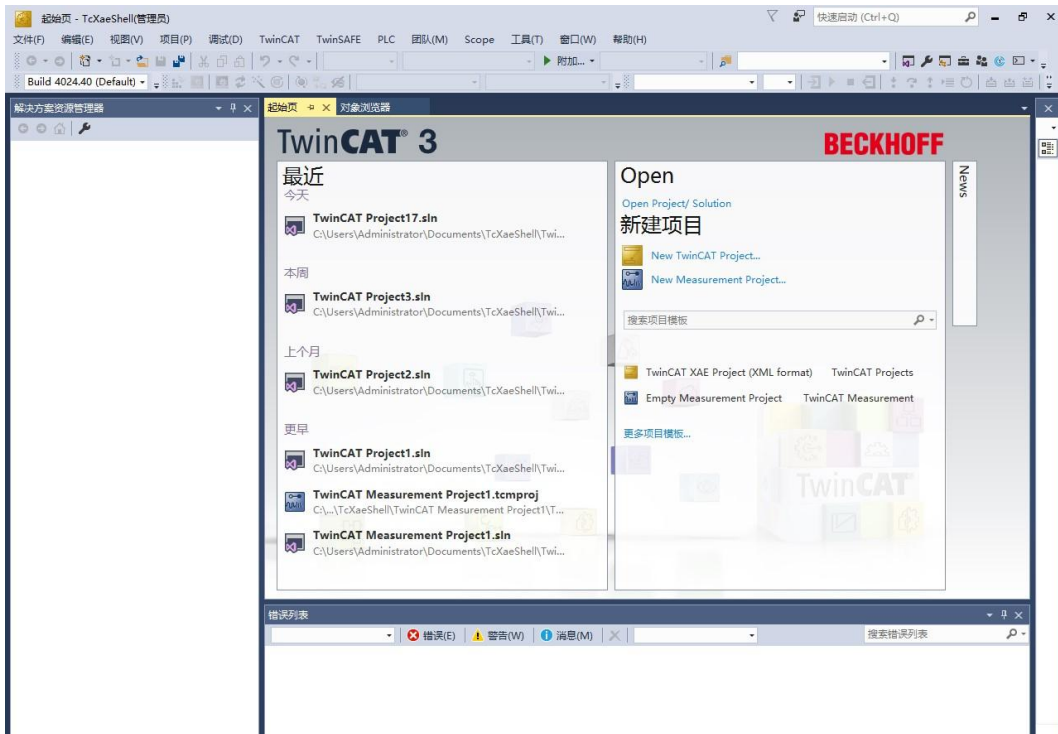 起始页 - TcXaeShell(管理员)
快速启动 (Ctrl+Q)
文件(F) 编辑(E) 视图(V) 项目(P) 调试(D) TwinCAT TwinSAFE PLC 团队(M) Scope 工具(T) 窗口(W) 帮助(H)
附加...
Build 4024.40 (Default)
解决方案资源管理器
起始页 对象浏览器
TwinCAT® 3
BECKHOFF
最近
今天
TwinCAT Project17.sln
C:\Users\Administrator\Documents\TcXaeShell\Twi...
本周
TwinCAT Project3.sln
C:\Users\Administrator\Documents\TcXaeShell\Twi...
上个月
TwinCAT Project2.sln
C:\Users\Administrator\Documents\TcXaeShell\Twi...
更早
TwinCAT Project1.sln
C:\Users\Administrator\Documents\TcXaeShell\Twi...
TwinCAT Measurement Project1.tcmproj
C:\...\TcXaeShell\TwinCAT Measurement Project1\T...
TwinCAT Measurement Project1.sln
C:\Users\Administrator\Documents\TcXaeShell\Twi...
Open
Open Project/ Solution
新建项目
New TwinCAT Project...
New Measurement Project...
搜索项目模板
TwinCAT XAE Project (XML format) TwinCAT Projects
Empty Measurement Project TwinCAT Measurement
更多项目模板...
TwinCAT
News
错误列表
错误(E) 警告(W) 消息(M)
搜索错误列表